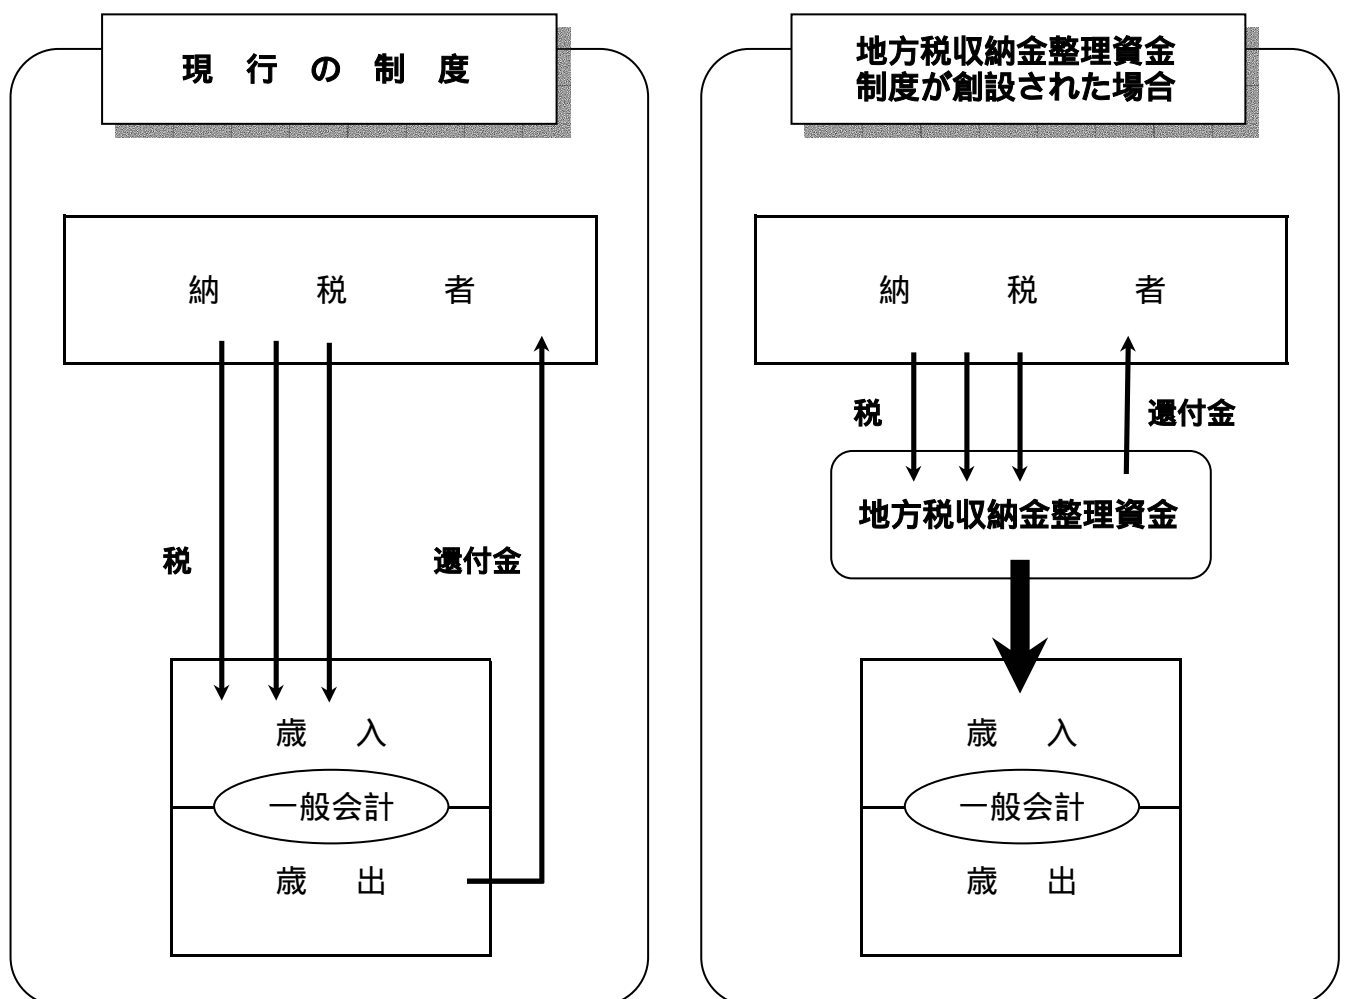 現行の制度
納税者
税
還付金
歳入
一般会計
歳出
地方税収納金整理資金
制度が創設された場合
納税者
税
還付金
地方税収納金整理資金
歳入
一般会計
歳出